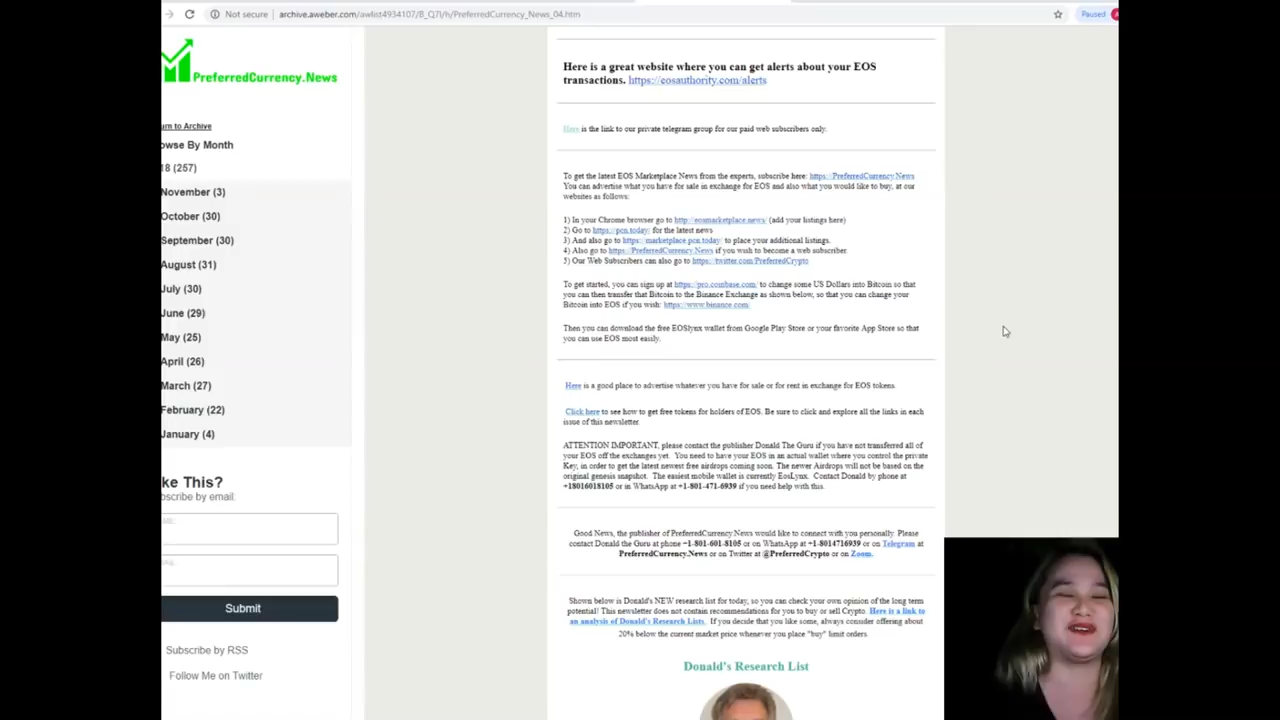 Not secure archive.aweber.com/awlist4934107/B_Q7I/h/PreferredCurrency_News_04.htm Paused A
PreferredCurrency.News
urn to Archive
owse By Month
18 (257)
November (3)
October (30)
September (30)
August (31)
July (30)
June (29)
May (25)
April (26)
March (27)
February (22)
January (4)
ke This?
bscribe by email.
Submit
Subscribe by RSS
Follow Me on Twitter
Here is a great website where you can get alerts about your EOS
transactions. https://eosauthority.com/alerts
Here is the link to our private telegram group for our paid web subscribers only.
To get the latest EOS Marketplace News from the experts, subscribe here: https://PreferredCurrency.News
You can advertise what you have for sale in exchange for EOS and also what you would like to buy, at our
websites as follows:
1) In your Chrome browser go to http://eosmarketplace.news/ (add your listings here)
2) Go to https://pcn.today/ for the latest news
3) And also go to https://marketplace.pcn.today/ to place your additional listings.
4) Also go to https://PreferredCurrency.News if you wish to become a web subscriber.
5) Our Web Subscribers can also go to https://twitter.com/PreferredCrypto
To get started, you can sign up at https://pro.coinbase.com/ to change some US Dollars into Bitcoin so that
you can then transfer that Bitcoin to the Binance Exchange as shown below, so that you can change your
Bitcoin into EOS if you wish: https://www.binance.com/
Then you can download the free EOSlynx wallet from Google Play Store or your favorite App Store so that
you can use EOS most easily.
Here is a good place to advertise whatever you have for sale or for rent in exchange for EOS tokens.
Click here to see how to get free tokens for holders of EOS. Be sure to click and explore all the links in each
issue of this newsletter.
ATTENTION IMPORTANT, please contact the publisher Donald The Guru if you have not transferred all of
your EOS off the exchanges yet. You need to have your EOS in an actual wallet where you control the private
Key, in order to get the latest newest free airdrops coming soon. The newer Airdrops will not be based on the
original genesis snapshot. The easiest mobile wallet is currently EosLynx. Contact Donald by phone at
+18016018105 or in WhatsApp at +1-801-471-6939 if you need help with this.
Good News, the publisher of PreferredCurrency.News would like to connect with you personally. Please
contact Donald the Guru at phone +1-801-601-8105 or on WhatsApp at +1-8014716939 or on Telegram at
PreferredCurrency.News or on Twitter at @PreferredCrypto or on Zoom.
Shown below is Donald's NEW research list for today, so you can check your own opinion of the long term
potential! This newsletter does not contain recommendations for you to buy or sell Crypto. Here is a link to
an analysis of Donald's Research Lists. If you decide that you like some, always consider offering about
20% below the current market price whenever you place "buy" limit orders.
Donald's Research List